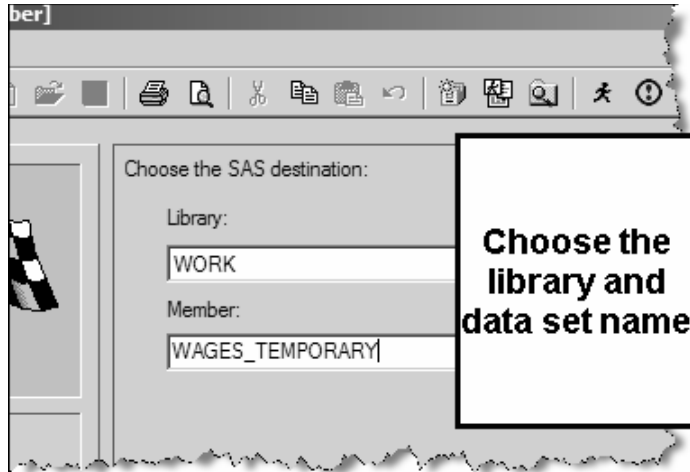 ber]
Choose the SAS destination:
Library:
WORK
Member:
WAGES_TEMPORARY
Choose the
library and
data set name